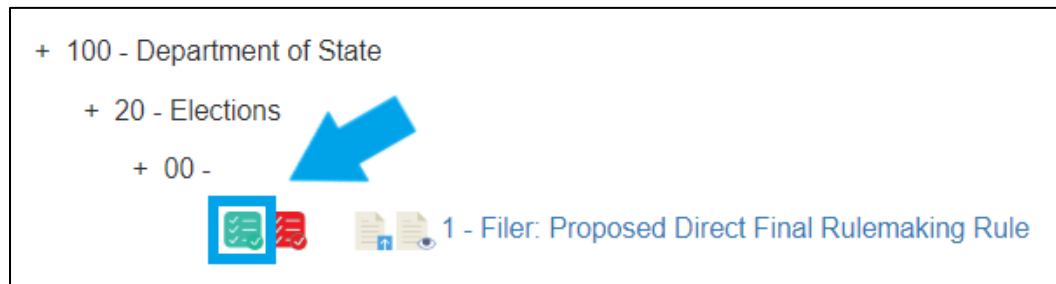 + 100 - Department of State
+ 20 - Elections
+ 00 -
1 - Filer: Proposed Direct Final Rulemaking Rule